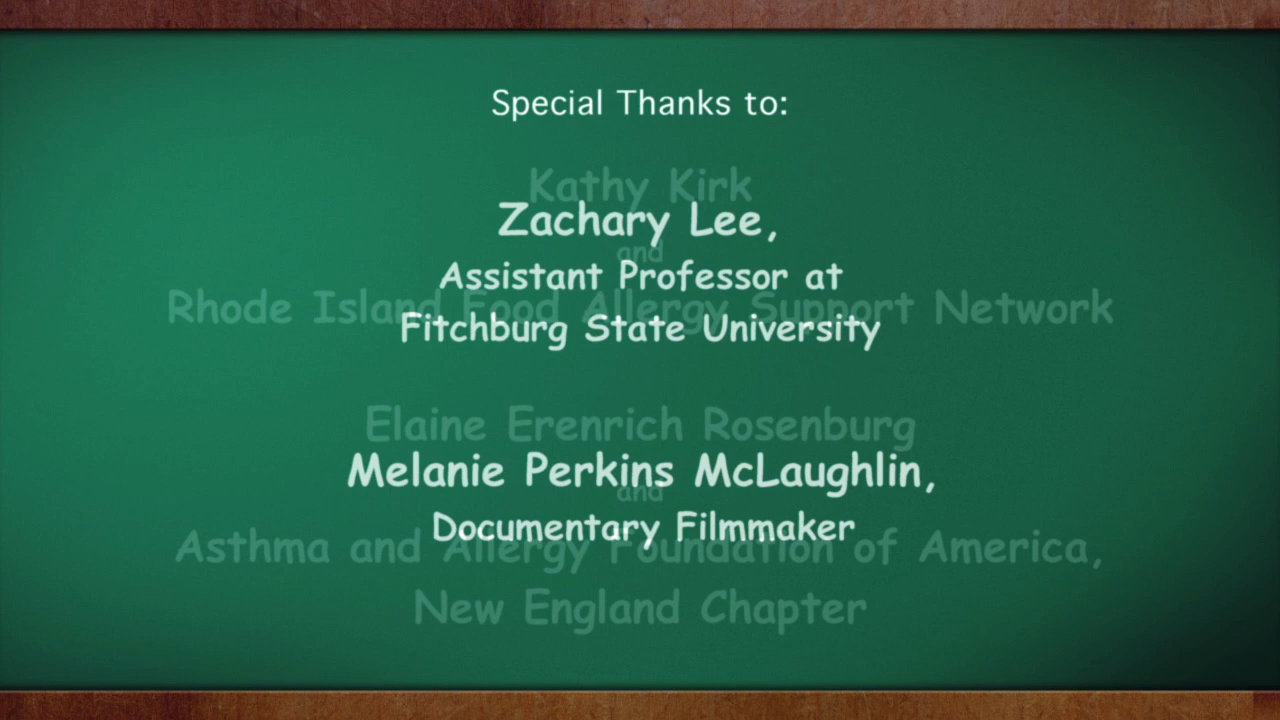 Special Thanks to:
Kathy Kirk
Zachary Lee,
and
Assistant Professor at
Rhode Island Food Allergy Support Network
Fitchburg State University
Elaine Erenrich Rosenburg
Melanie Perkins McLaughlin,
and
Documentary Filmmaker
Asthma and Allergy Foundation of America,
New England Chapter